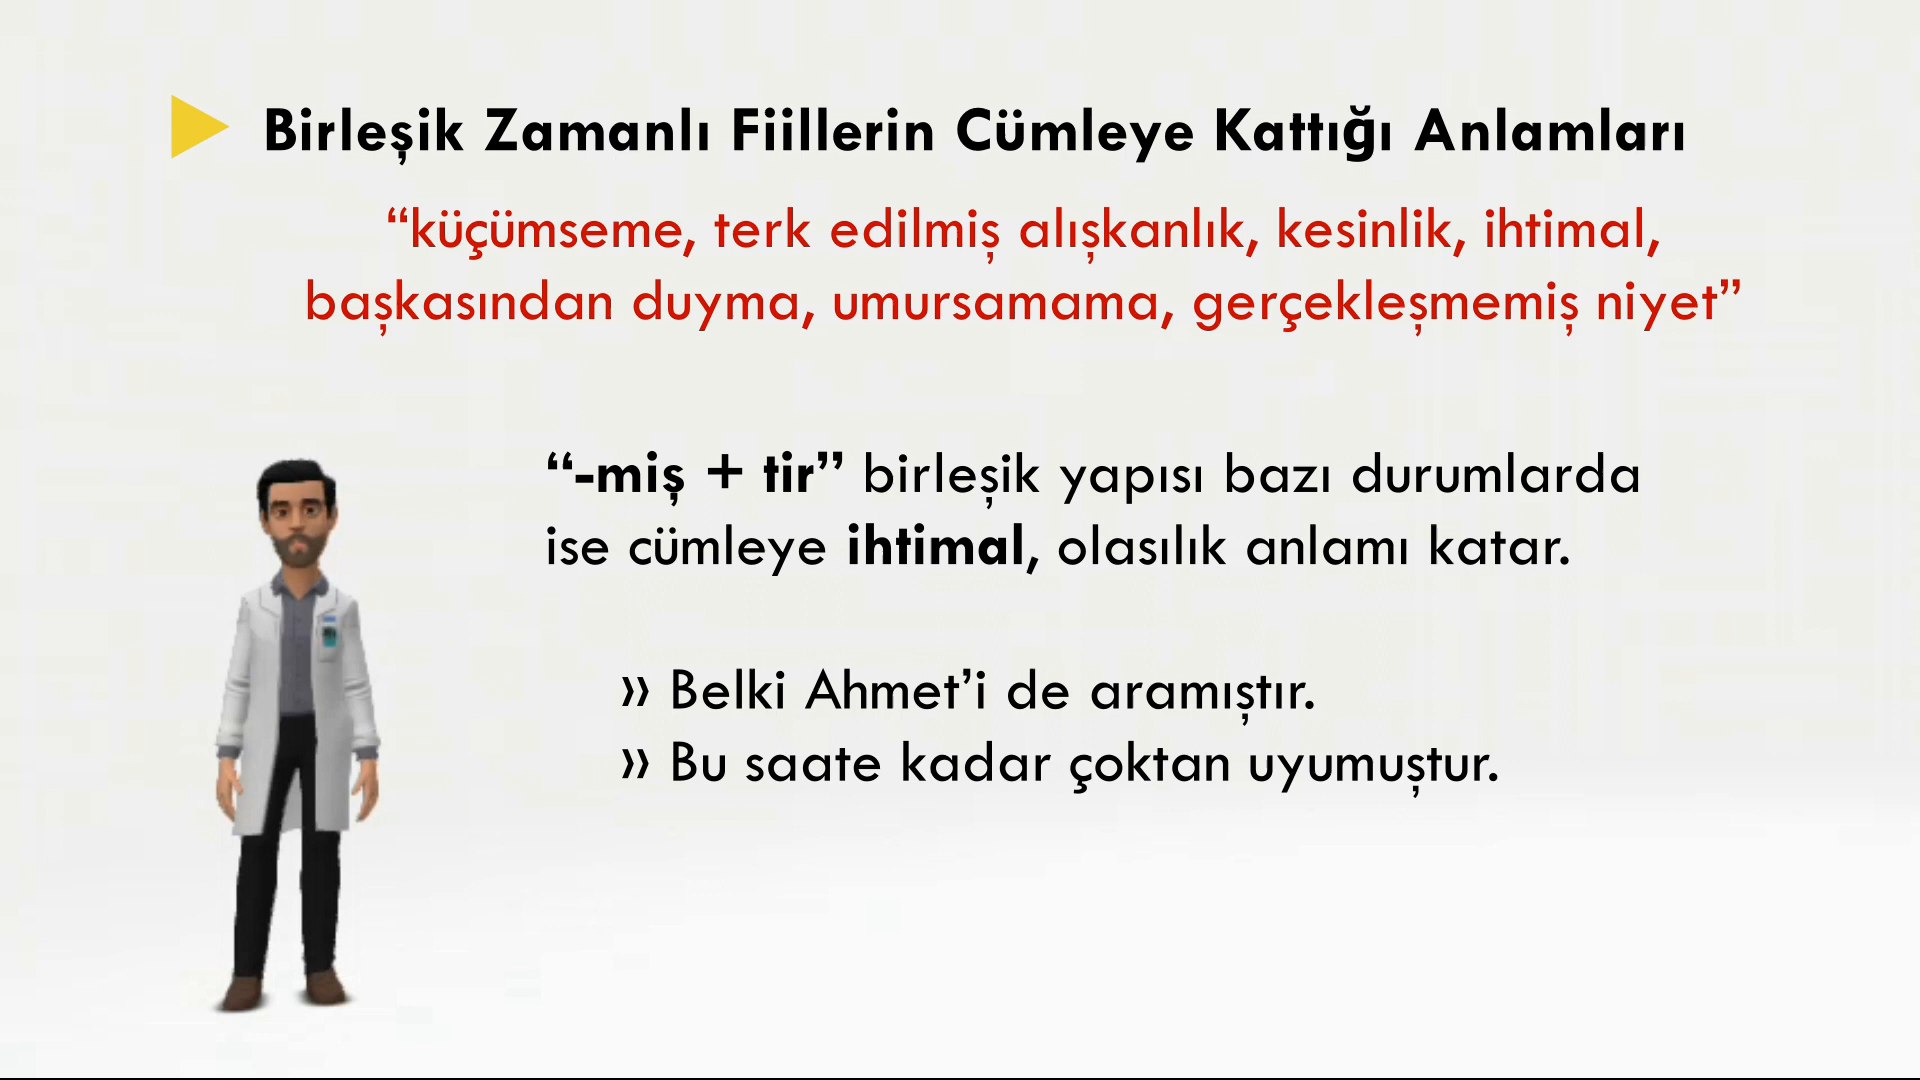 Birleşik Zamanlı Fiillerin Cümleye Kattığı Anlamları
“küçümseme, terk edilmiş alışkanlık, kesinlik, ihtimal,
başkasından duyma, umursamama, gerçekleşmemiş niyet”
“-miş + tir” birleşik yapısı bazı durumlarda
ise cümleye ihtimal, olasılık anlamı katar.
» Belki Ahmet’i de aramıştır.
» Bu saate kadar çoktan uyumuştur.